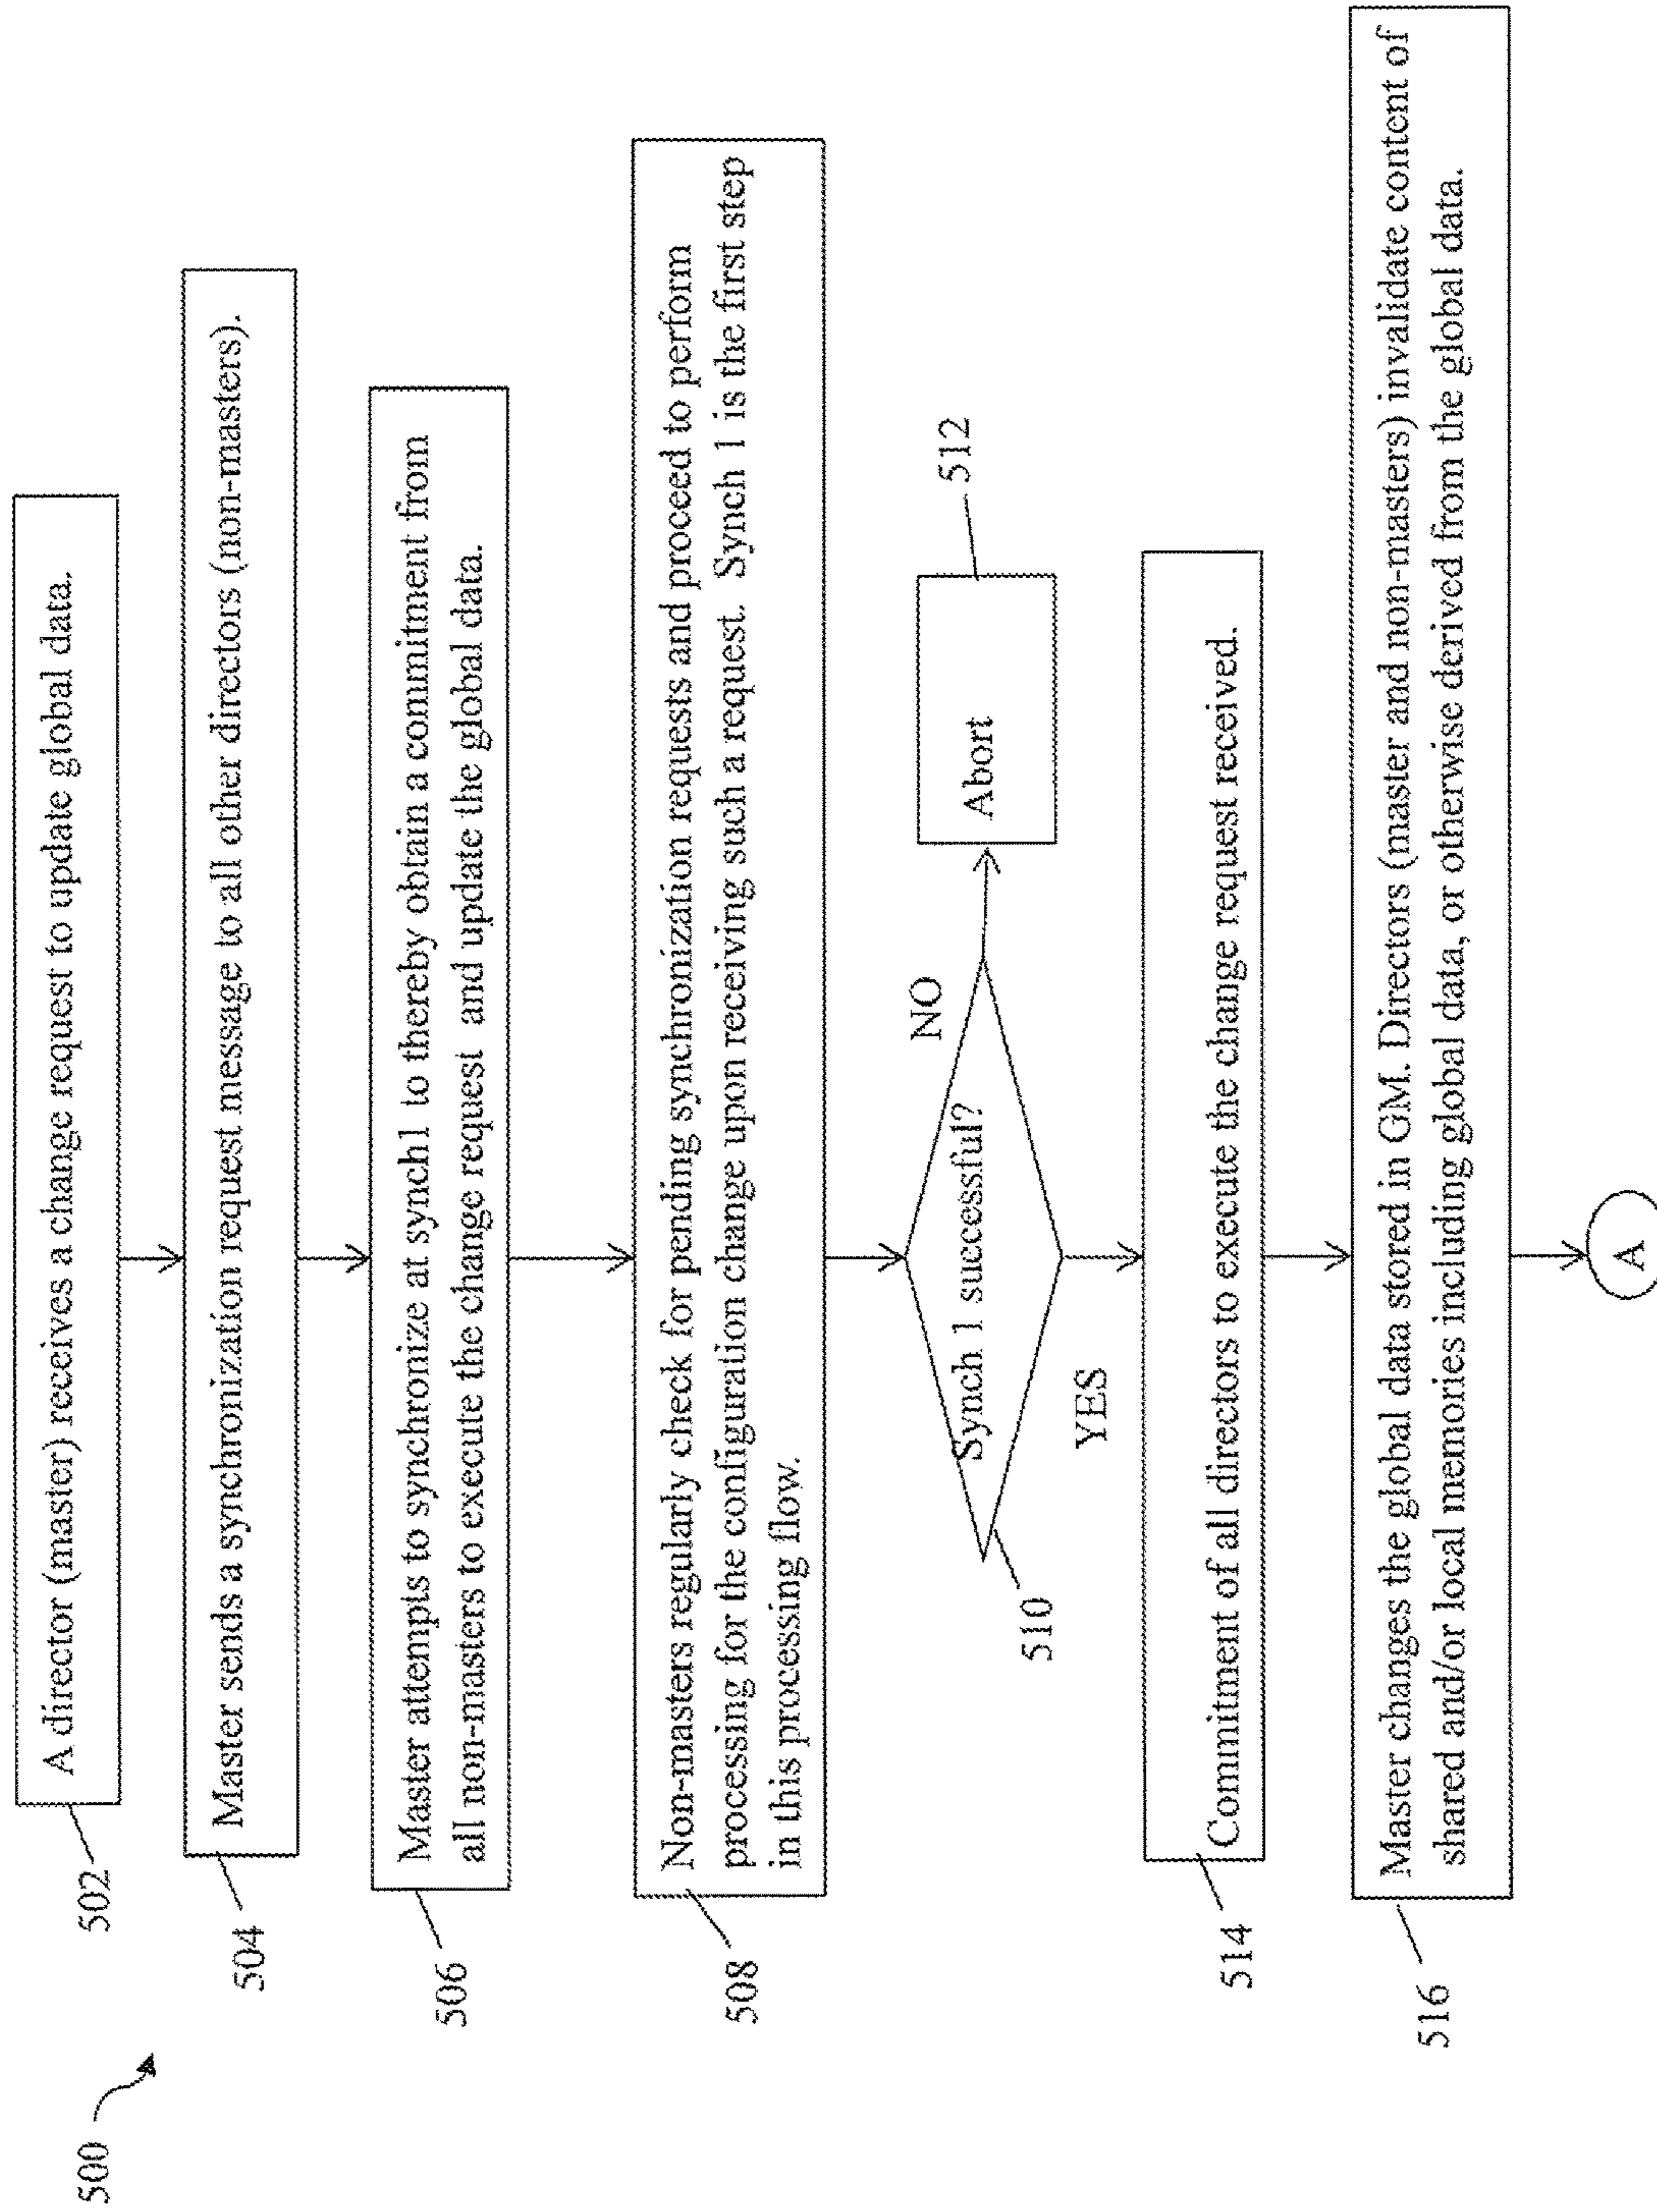 500
502
A director (master) receives a change request to update global data.
504
Master sends a synchronization request message to all other directors (non-masters).
506
Master attempts to synchronize at synch1 to thereby obtain a commitment from
all non-masters to execute the change request and update the global data.
508
Non-masters regularly check for pending synchronization requests and proceed to perform
processing for the configuration change upon receiving such a request. Synch 1 is the first step
in this processing flow.
510
Synch 1 successful?
NO
Abort
512
YES
514
Commitment of all directors to execute the change request received.
516
Master changes the global data stored in GM. Directors (master and non-masters) invalidate content of
shared and/or local memories including global data, or otherwise derived from the global data.
A